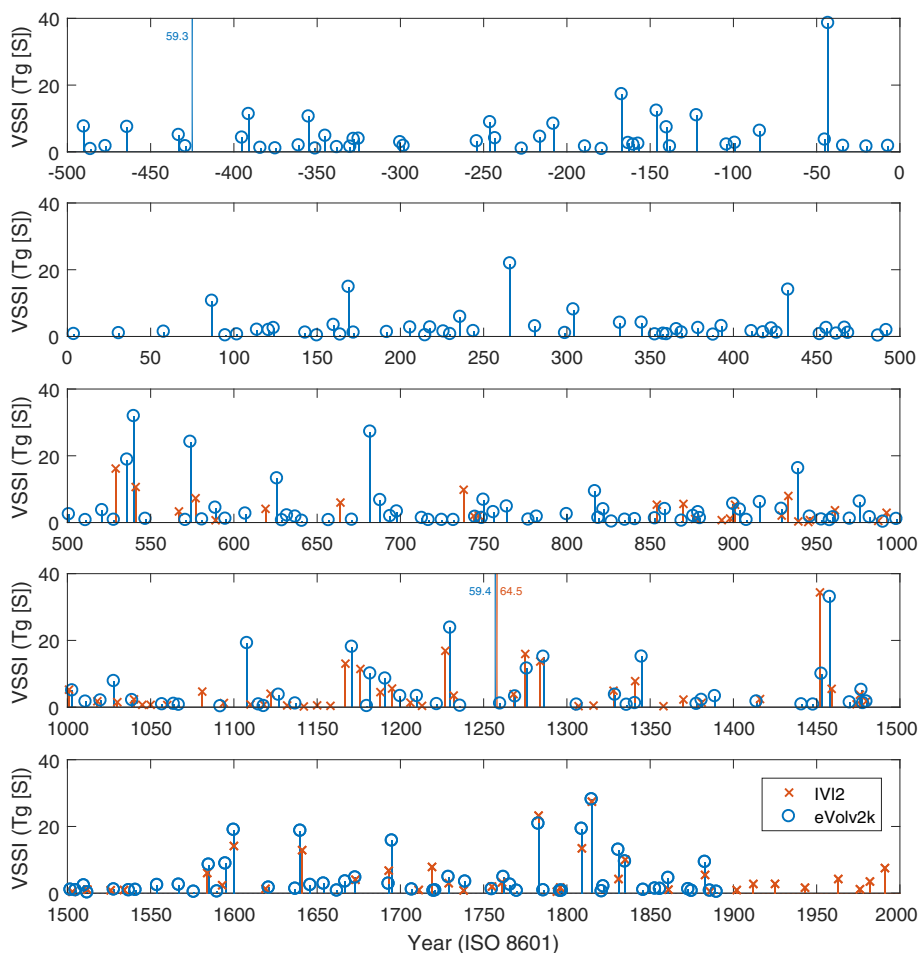 VSSI (Tg [S])
40
20
0
59.3
-500 -450 -400 -350 -300 -250 -200 -150 -100 -50 0
VSSI (Tg [S])
40
20
0
0 50 100 150 200 250 300 350 400 450 500
VSSI (Tg [S])
40
20
0
500 550 600 650 700 750 800 850 900 950 1000
VSSI (Tg [S])
40
20
0
59.4 64.5
1000 1050 1100 1150 1200 1250 1300 1350 1400 1450 1500
VSSI (Tg [S])
40
20
0
IVI2
eVolv2k
1500 1550 1600 1650 1700 1750 1800 1850 1900 1950 2000
Year (ISO 8601)